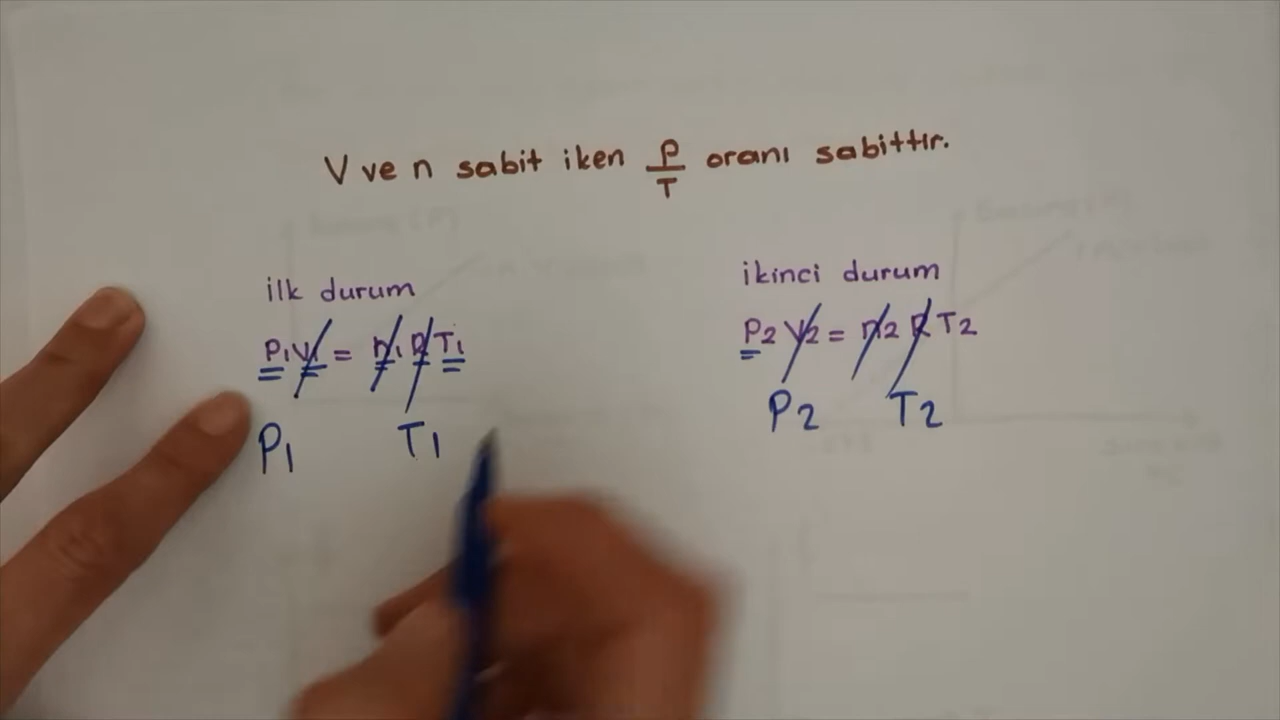 V ve n sabit iken P/T oranı sabittir.
ilk durum
P1V1 = n1RT1
P1 T1
ikinci durum
P2V2 = n2RT2
P2 T2